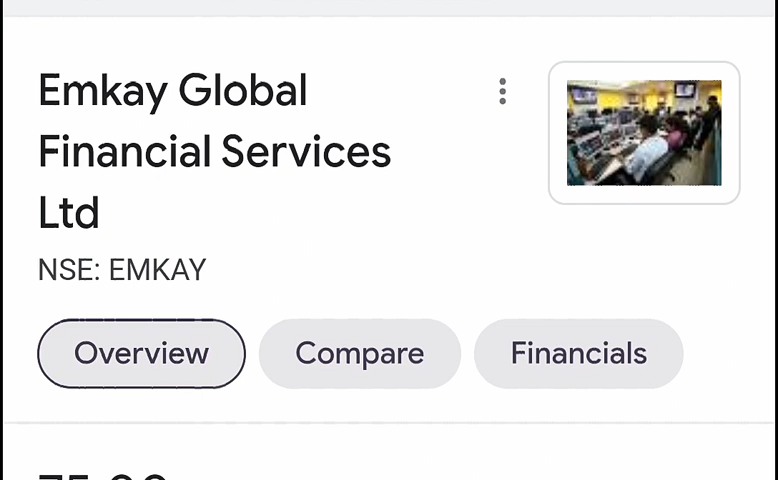 Emkay Global
Financial Services
Ltd
NSE: EMKAY
Overview
Compare
Financials